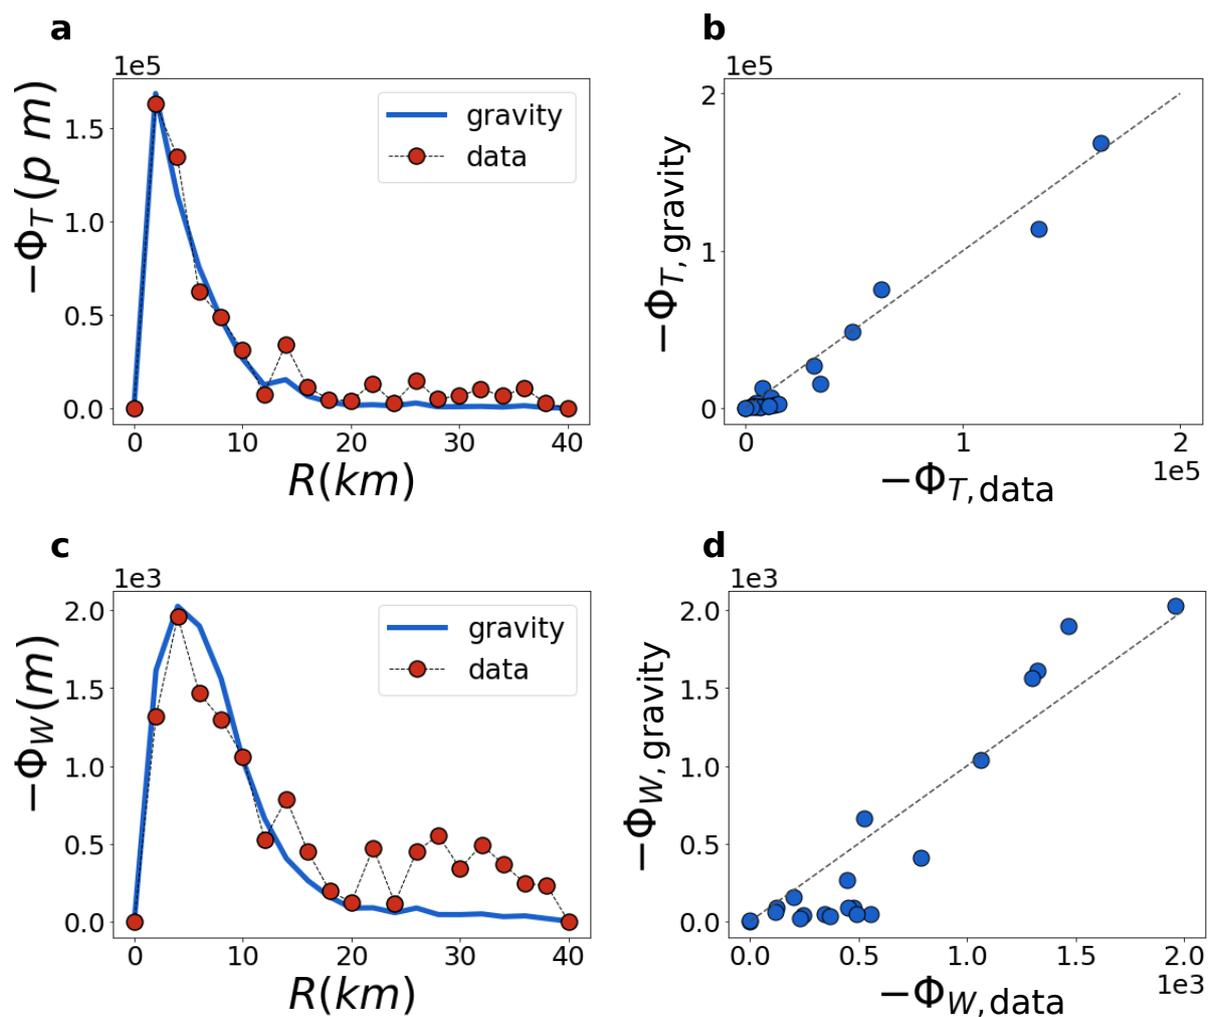 a
1e5
−Φ_T (p m)
1.5
1.0
0.5
0.0
gravity
data
0 10 20 30 40
R(km)
b
1e5
−Φ_T, gravity
2
1
0
0 1 2
1e5
−Φ_T, data
c
1e3
−Φ_W (m)
2.0
1.5
1.0
0.5
0.0
gravity
data
0 10 20 30 40
R(km)
d
1e3
−Φ_W, gravity
2.0
1.5
1.0
0.5
0.0
0.0 0.5 1.0 1.5 2.0
1e3
−Φ_W, data